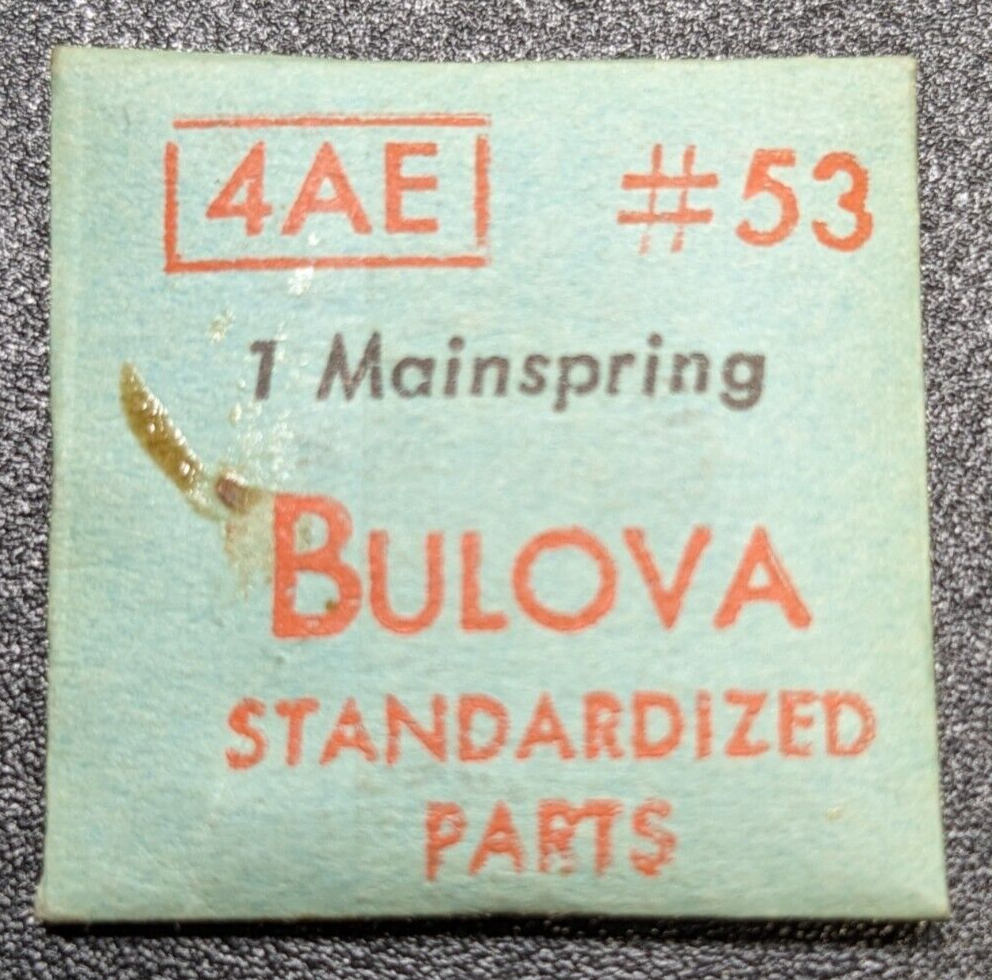 4AE #53
1 Mainspring
BULOVA
STANDARDIZED
PARTS